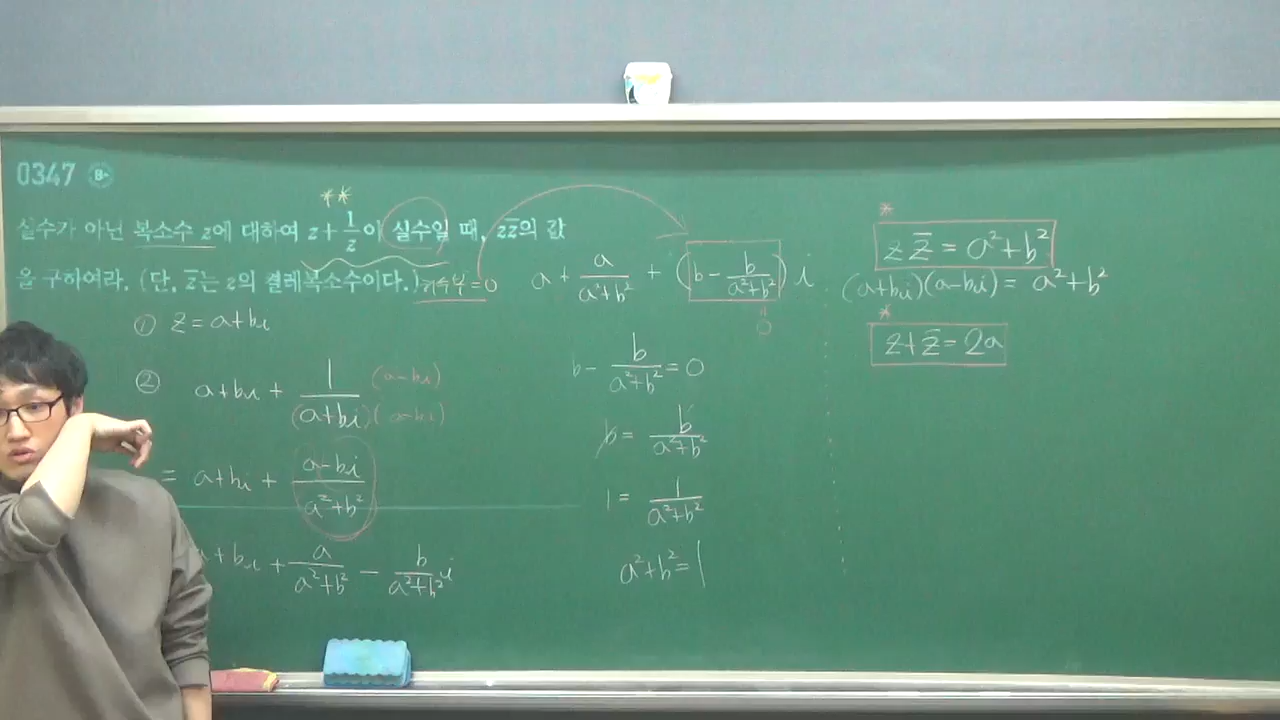 0347 B+
실수가 아닌 복소수 z에 대하여 z + 1/z 이 실수일 때, zz̄의 값
을 구하여라. (단, z̄는 z의 켤레복소수이다.)
허수부 = 0
① z = a+bi
② a+bi + 1/(a+bi) (a-bi)/(a-bi)
= a+bi + (a-bi)/(a²+b²)
a+bi + a/(a²+b²) - b/(a²+b²) i
a + a/(a²+b²) + (b - b/(a²+b²)) i
0
b - b/(a²+b²) = 0
b = b/(a²+b²)
1 = 1/(a²+b²)
a²+b² = 1
z z̄ = a²+b²
(a+bi)(a-bi) = a²+b²
z+z̄ = 2a